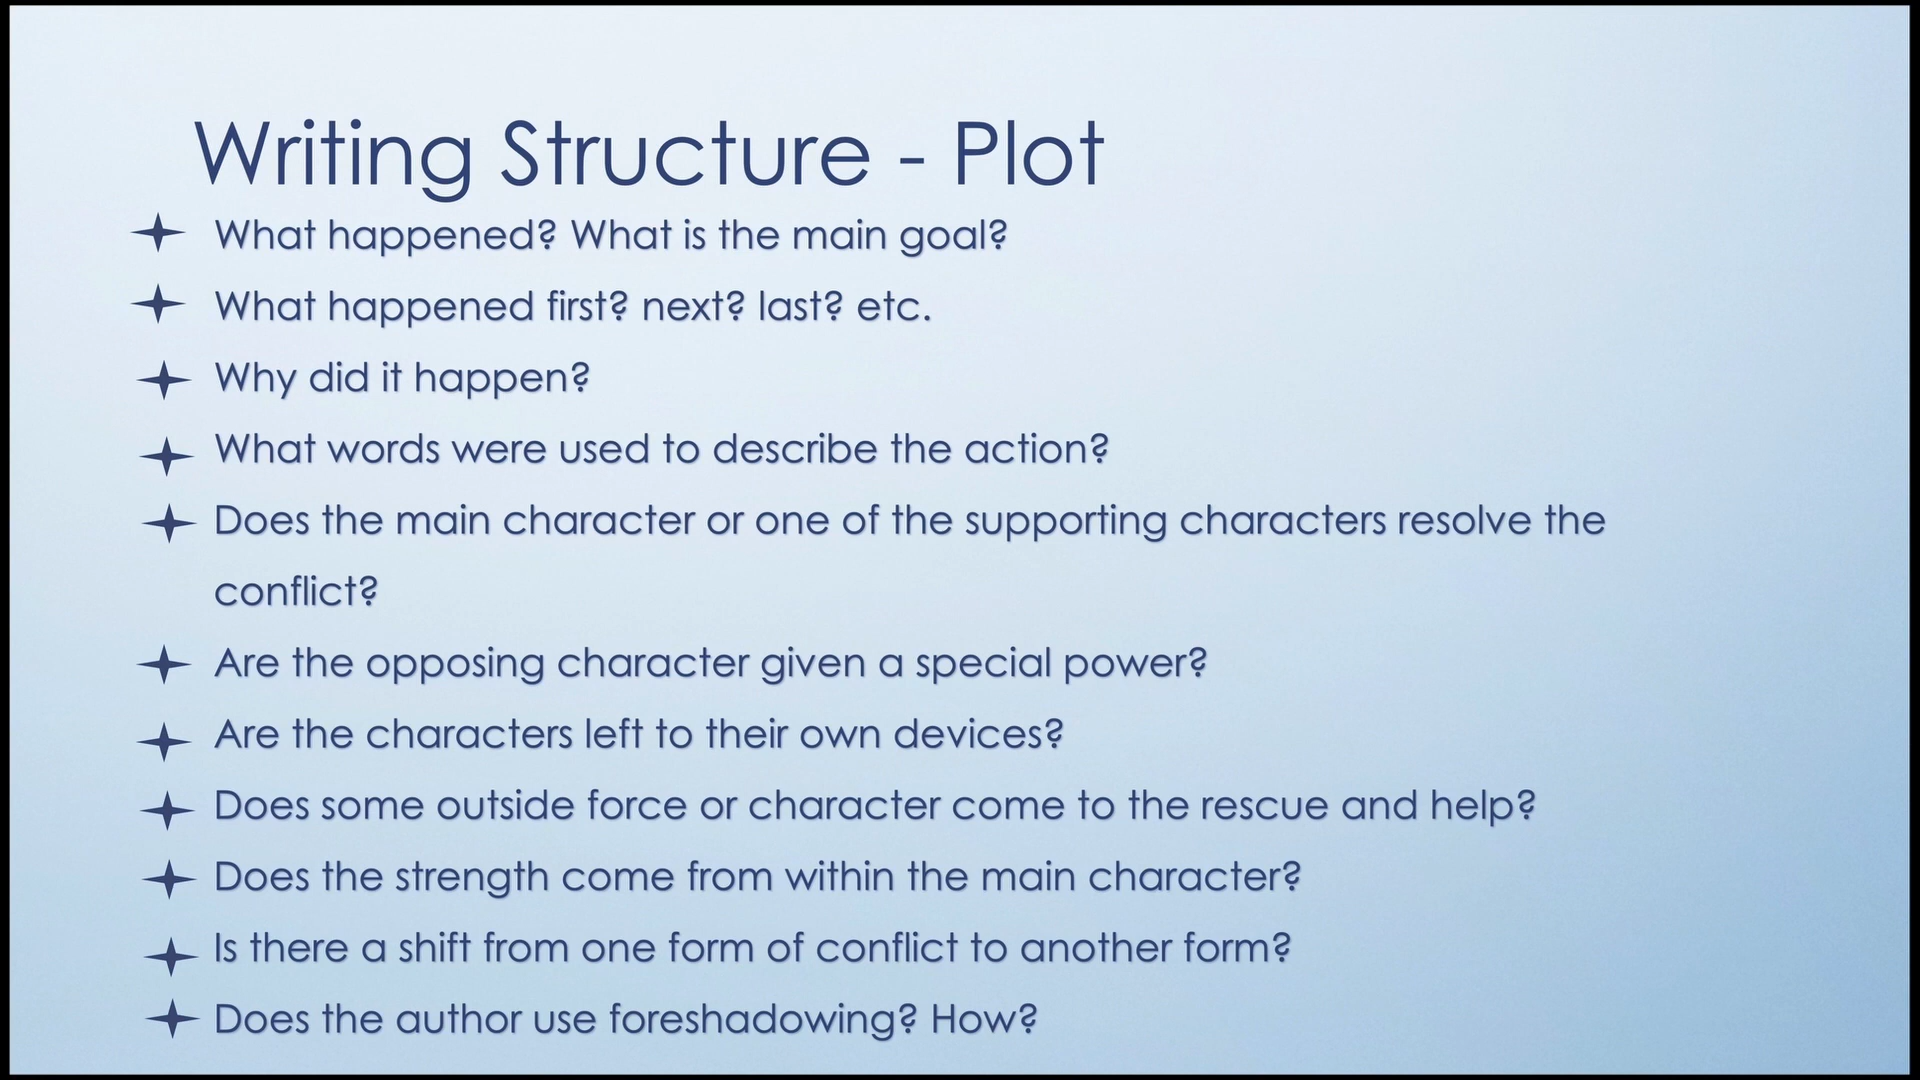 Writing Structure - Plot
What happened? What is the main goal?
What happened first? next? last? etc.
Why did it happen?
What words were used to describe the action?
Does the main character or one of the supporting characters resolve the
conflict?
Are the opposing character given a special power?
Are the characters left to their own devices?
Does some outside force or character come to the rescue and help?
Does the strength come from within the main character?
Is there a shift from one form of conflict to another form?
Does the author use foreshadowing? How?